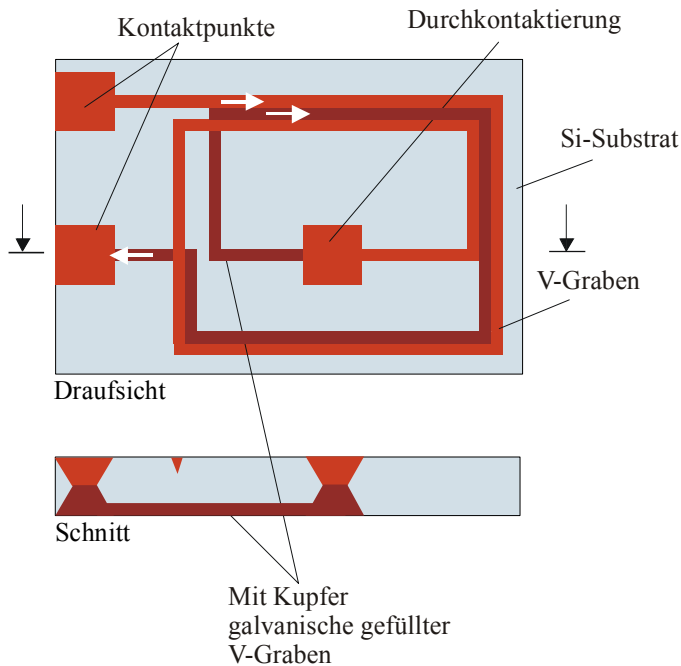 Kontaktpunkte
Durchkontaktierung
Si-Substrat
V-Graben
Draufsicht
Schnitt
Mit Kupfer
galvanische gefüllter
V-Graben